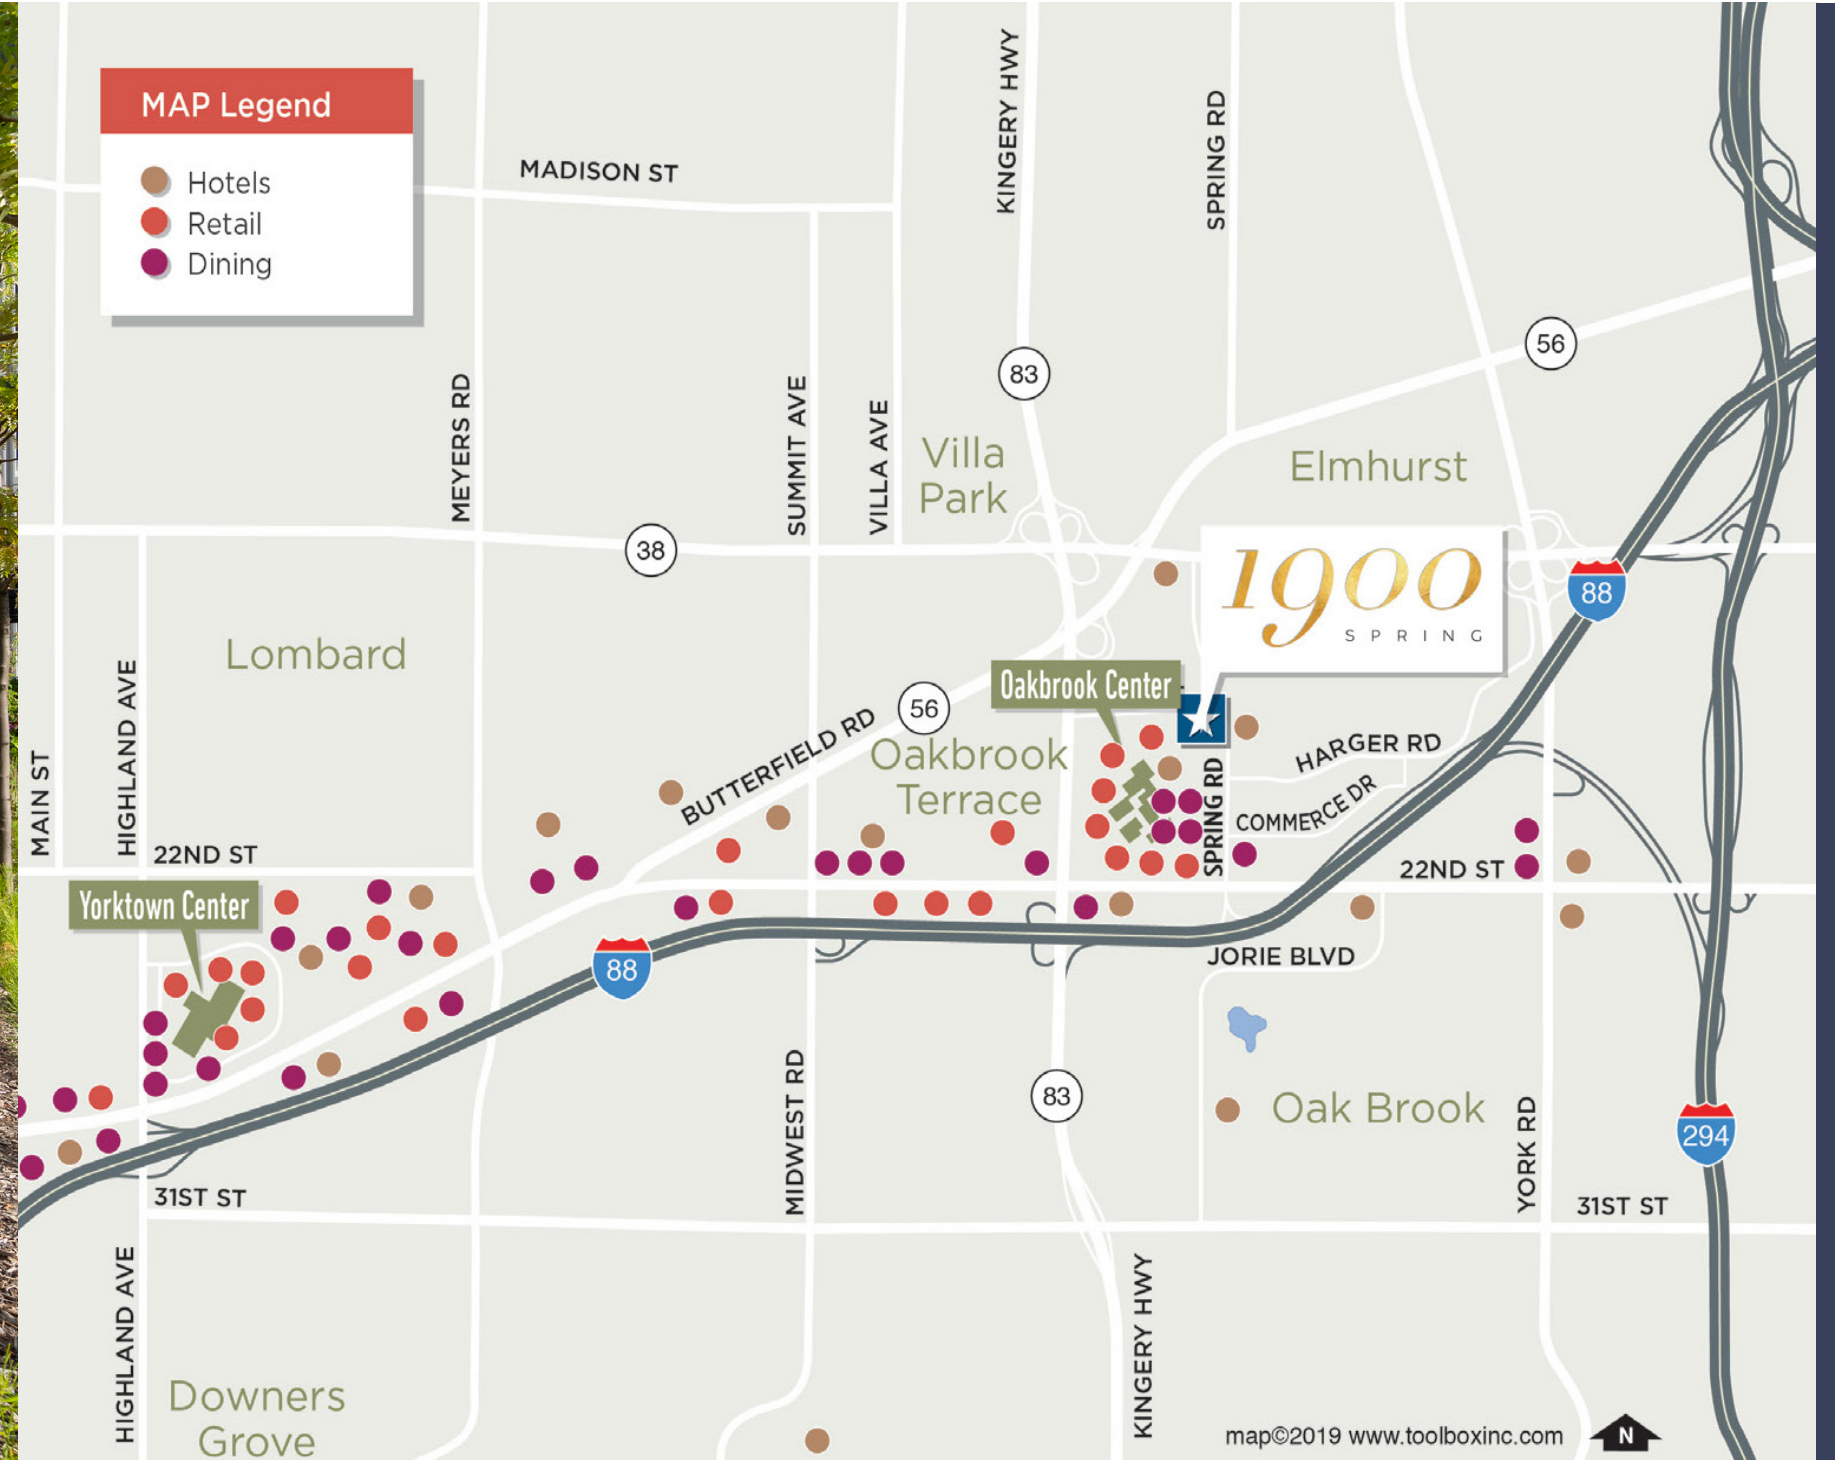 MAP Legend
Hotels
Retail
Dining
MADISON ST
KINGERY HWY
SPRING RD
56
83
MEYERS RD
SUMMIT AVE
VILLA AVE
Villa
Park
Elmhurst
38
1900
SPRING
88
Lombard
Oakbrook Center
56
BUTTERFIELD RD
Oakbrook
Terrace
HARGER RD
COMMERCE DR
SPRING RD
MAIN ST
HIGHLAND AVE
22ND ST
22ND ST
Yorktown Center
88
JORIE BLVD
MIDWEST RD
83
Oak Brook
YORK RD
294
31ST ST
31ST ST
HIGHLAND AVE
KINGERY HWY
Downers
Grove
map©2019 www.toolboxinc.com
N